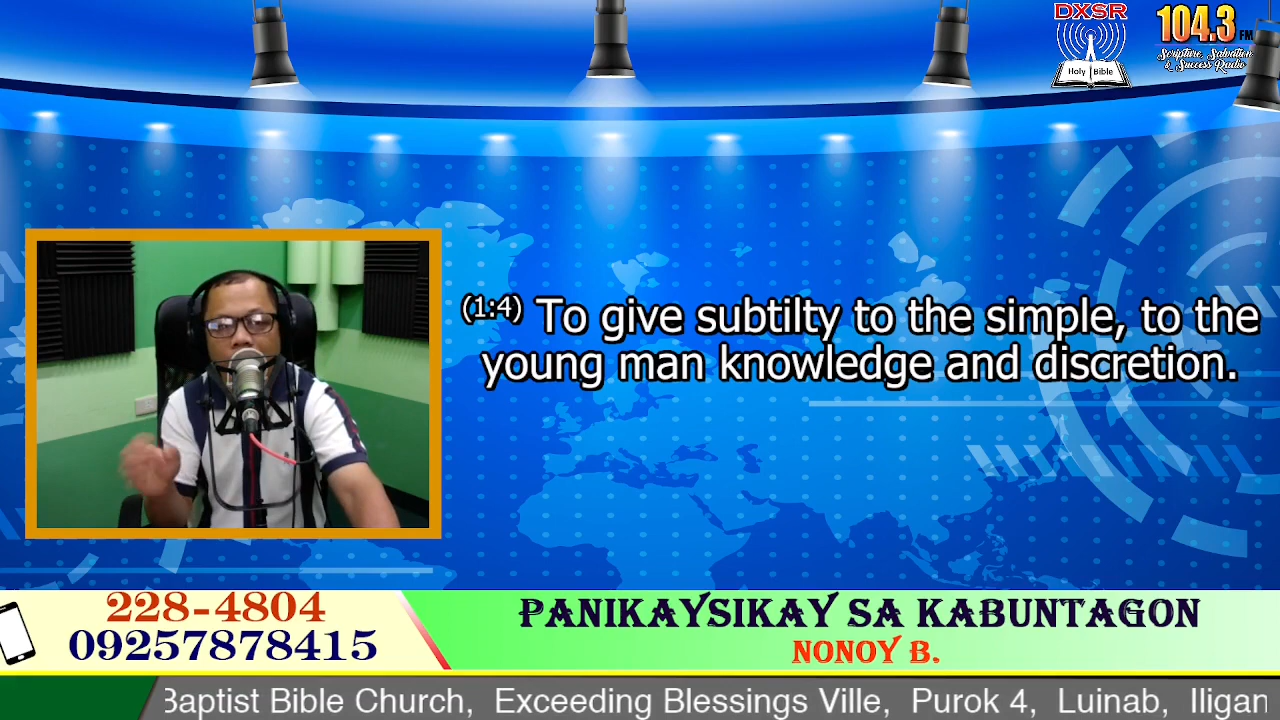 DXSR
Holy Bible
104.3 FM
Scripture, Salvation
& Success Radio
(1:4) To give subtilty to the simple, to the
young man knowledge and discretion.
228-4804
09257878415
PANIKAYSIKAY SA KABUNTAGON
NONOY B.
Baptist Bible Church, Exceeding Blessings Ville, Purok 4, Luinab, Iligan